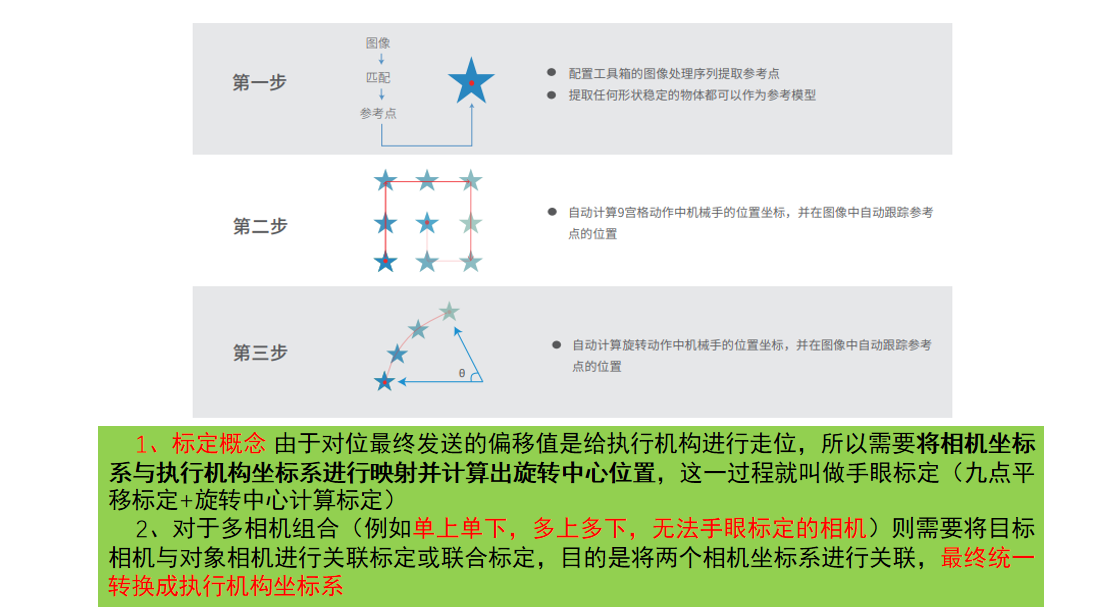 第一步
图像
匹配
参考点
● 配置工具箱的图像处理序列提取参考点
● 提取任何形状稳定的物体都可以作为参考模型
第二步
● 自动计算9宫格动作中机械手的位置坐标，并在图像中自动跟踪参考
点的位置
第三步
θ
● 自动计算旋转动作中机械手的位置坐标，并在图像中自动跟踪参考
点的位置
1、标定概念 由于对位最终发送的偏移值是给执行机构进行走位，所以需要将相机坐标
系与执行机构坐标系进行映射并计算出旋转中心位置，这一过程就叫做手眼标定（九点平
移标定+旋转中心计算标定）
2、对于多相机组合（例如单上单下，多上多下，无法手眼标定的相机）则需要将目标
相机与对象相机进行关联标定或联合标定，目的是将两个相机坐标系进行关联，最终统一
转换成执行机构坐标系